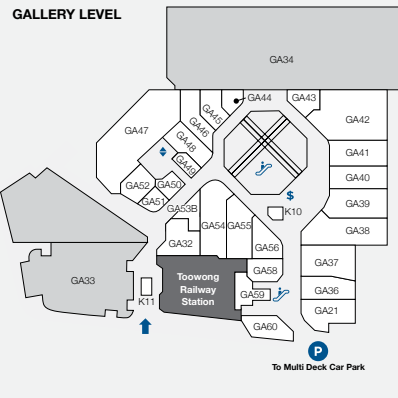 GALLERY LEVEL
GA34
GA44
GA43
GA45
GA46
GA47
GA48
GA49
GA42
GA41
GA40
GA39
GA38
GA52
GA50
GA51
GA53B
$
K10
GA54
GA55
GA32
GA56
GA37
GA58
GA33
K11
Toowong
Railway
Station
GA59
GA36
GA21
GA60
P
To Multi Deck Car Park